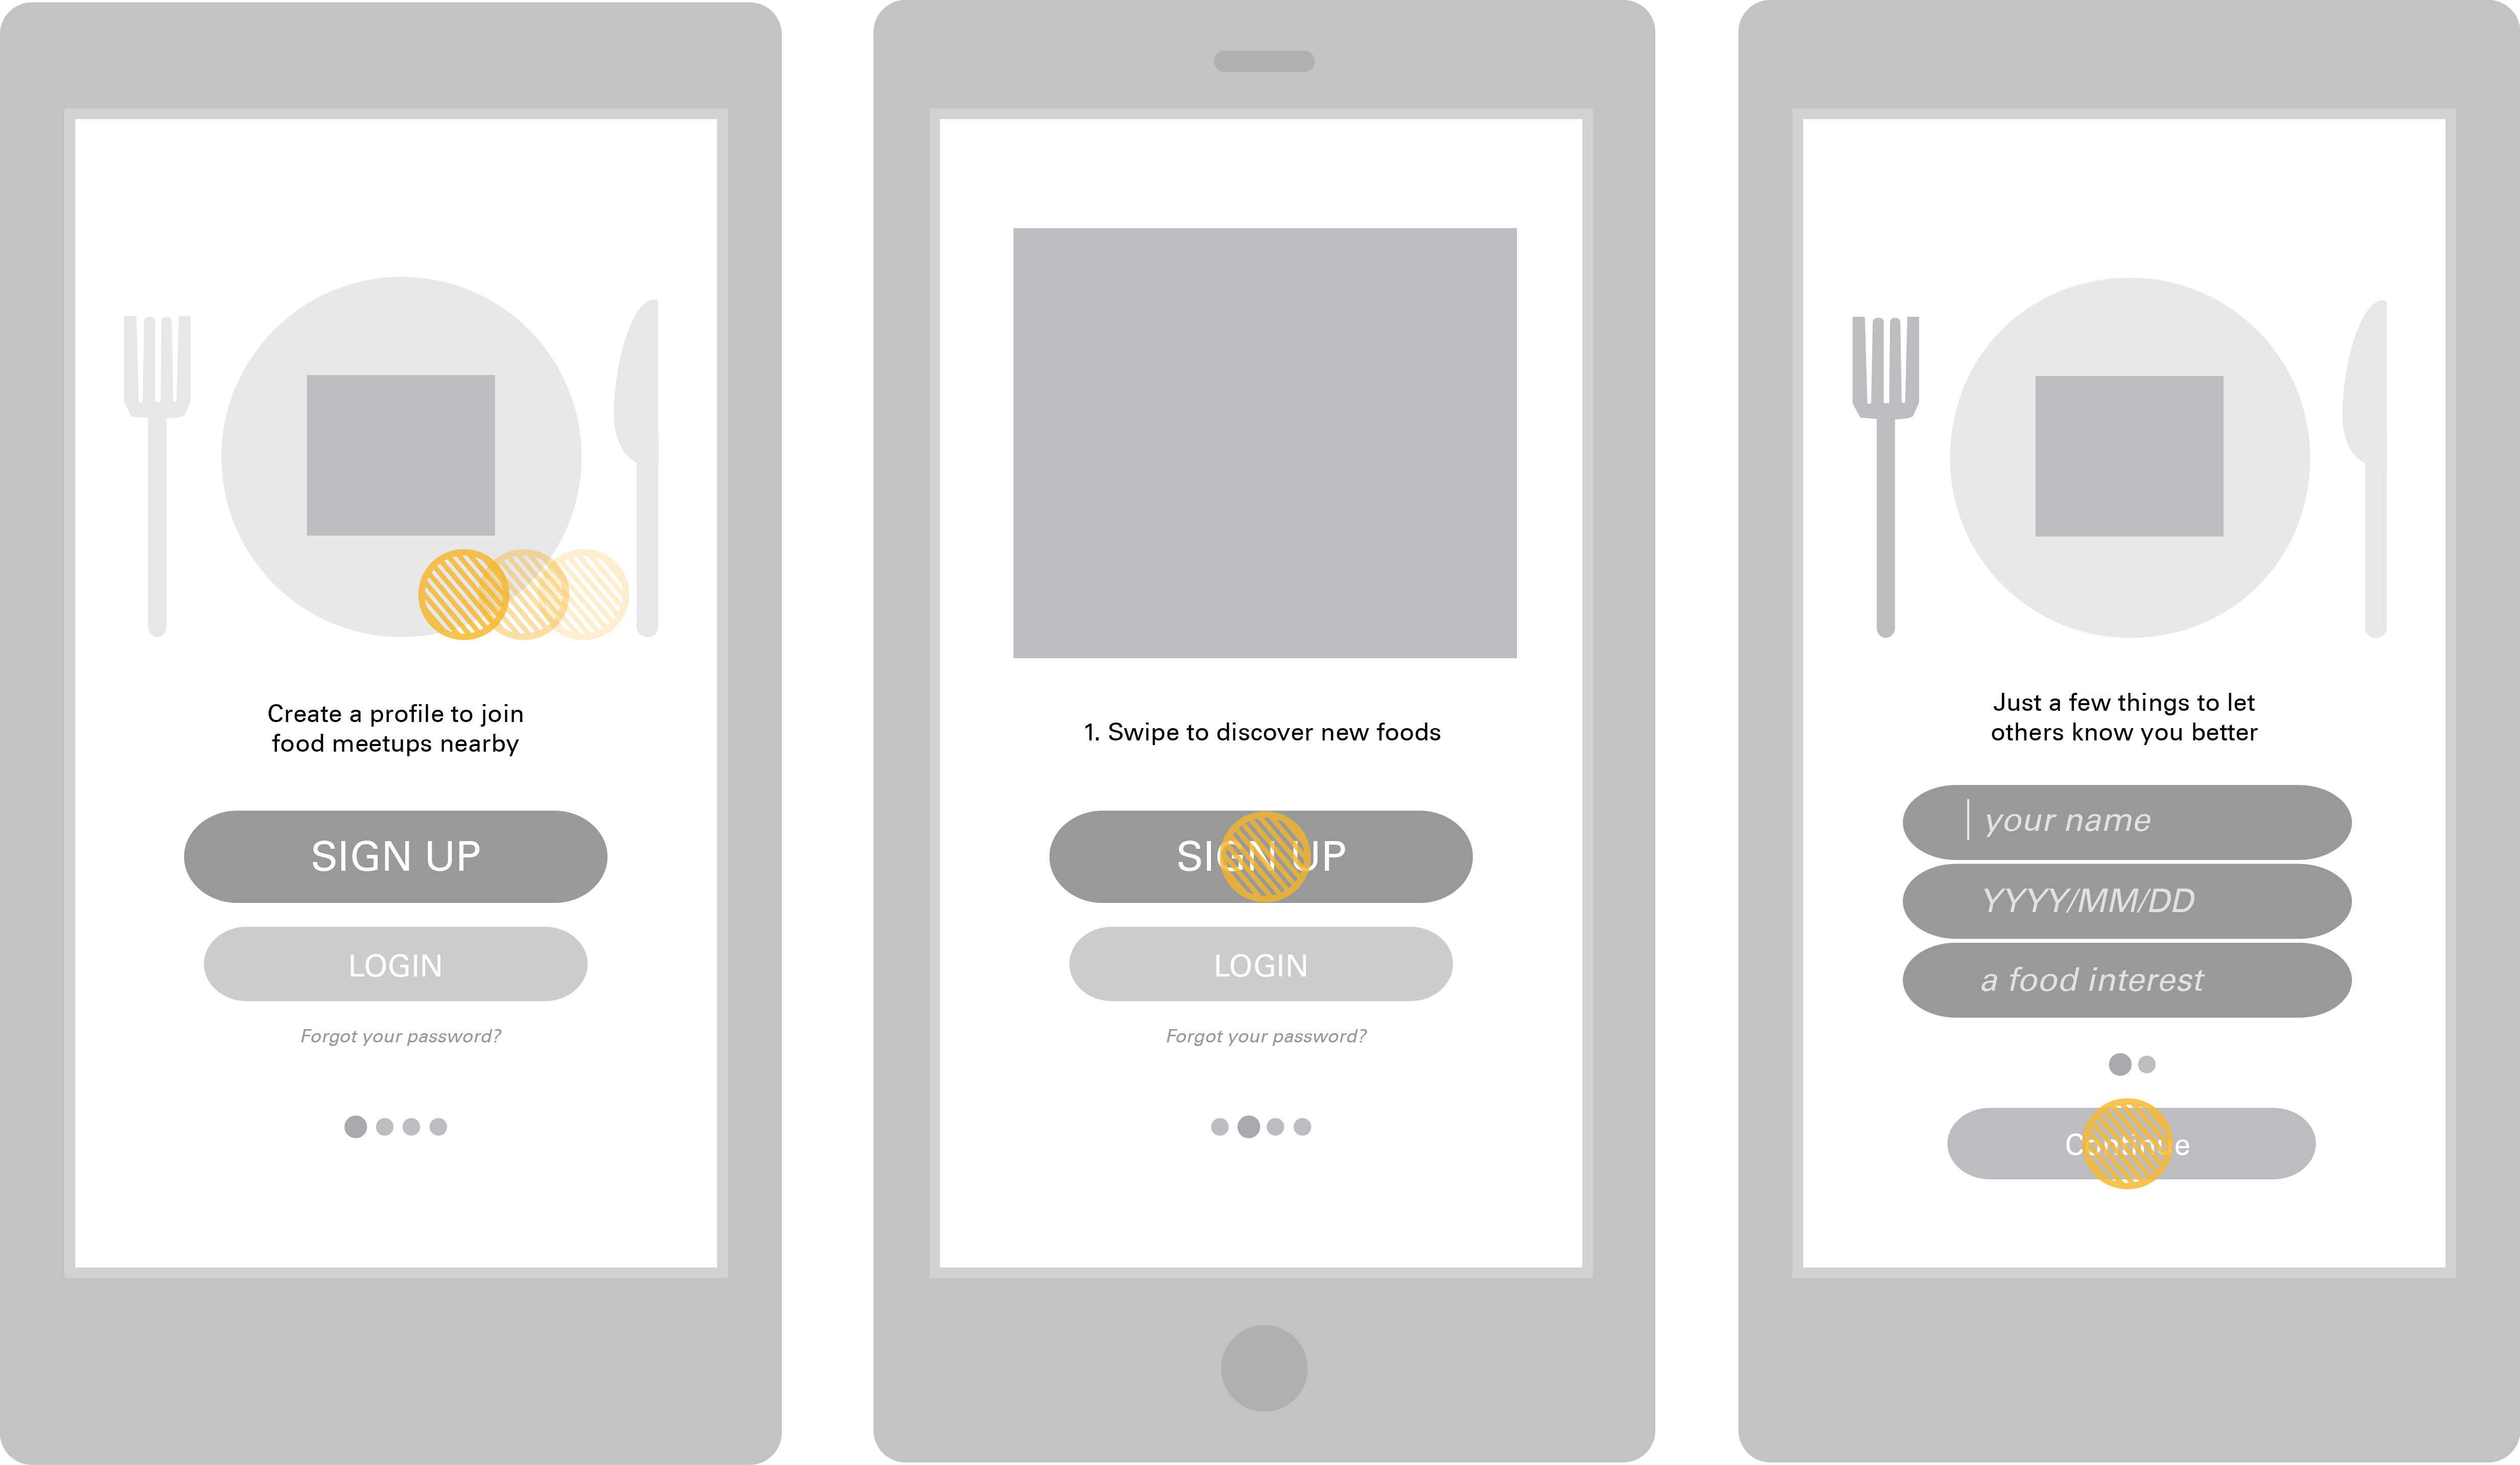 Create a profile to join
food meetups nearby
SIGN UP
LOGIN
Forgot your password?
1. Swipe to discover new foods
SIGN UP
LOGIN
Forgot your password?
Just a few things to let
others know you better
your name
YYYY/MM/DD
a food interest
Continue